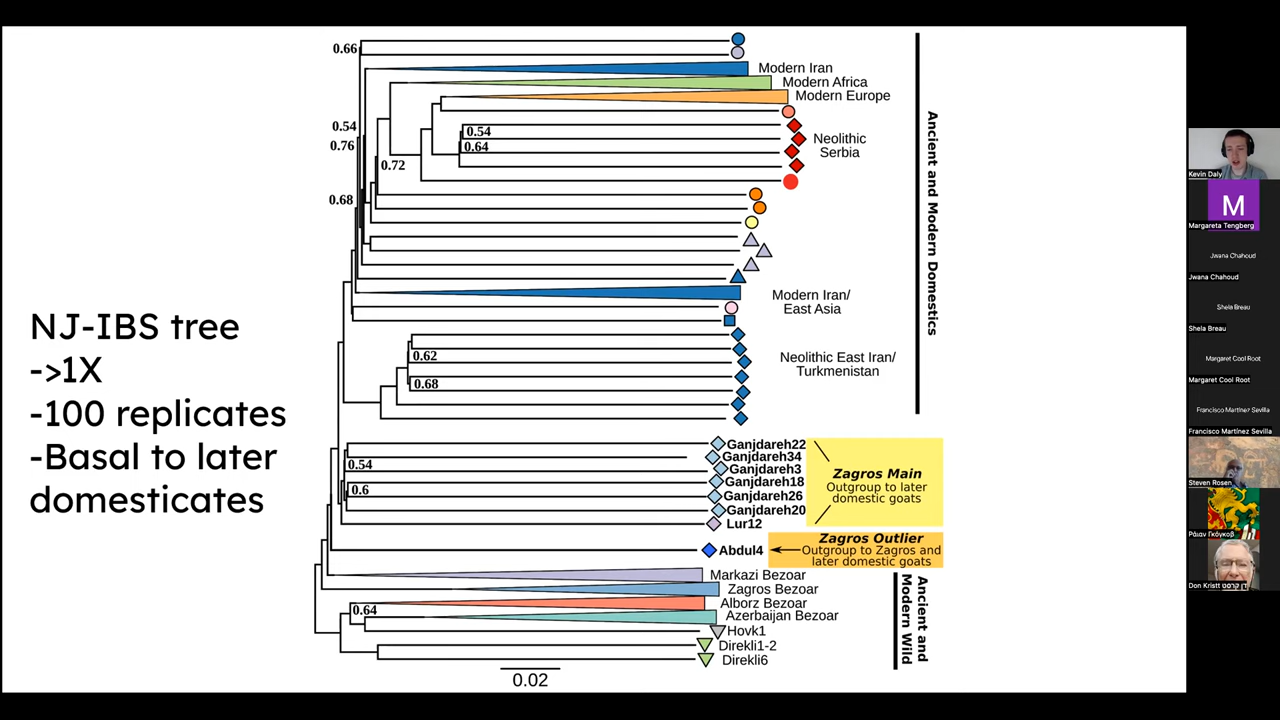 NJ-IBS tree
->1X
-100 replicates
-Basal to later
domesticates
0.66
0.54
0.76
0.72
0.68
0.54
0.64
0.62
0.68
0.54
0.6
0.64
Modern Iran
Modern Africa
Modern Europe
Neolithic
Serbia
Modern Iran/
East Asia
Neolithic East Iran/
Turkmenistan
Ancient and Modern Domestics
Ganjdareh22
Ganjdareh34
Ganjdareh3
Ganjdareh18
Ganjdareh26
Ganjdareh20
Lur12
Zagros Main
Outgroup to later
domestic goats
Abdul4
Zagros Outlier
Outgroup to Zagros and
later domestic goats
Markazi Bezoar
Zagros Bezoar
Alborz Bezoar
Azerbaijan Bezoar
Hovk1
Direkli1-2
Direkli6
Ancient and
Modern Wild
0.02
Kevin Daly
M
Margareta Tengberg
Jwana Chahoud
Jwana Chahoud
Shela Breau
Shela Breau
Margaret Cool Root
Margaret Cool Root
Francisco Martínez Sevilla
Francisco Martínez Sevilla
Steven Rosen
Ράιαν Γκόγκοβ
Don Kristt דן קרסט